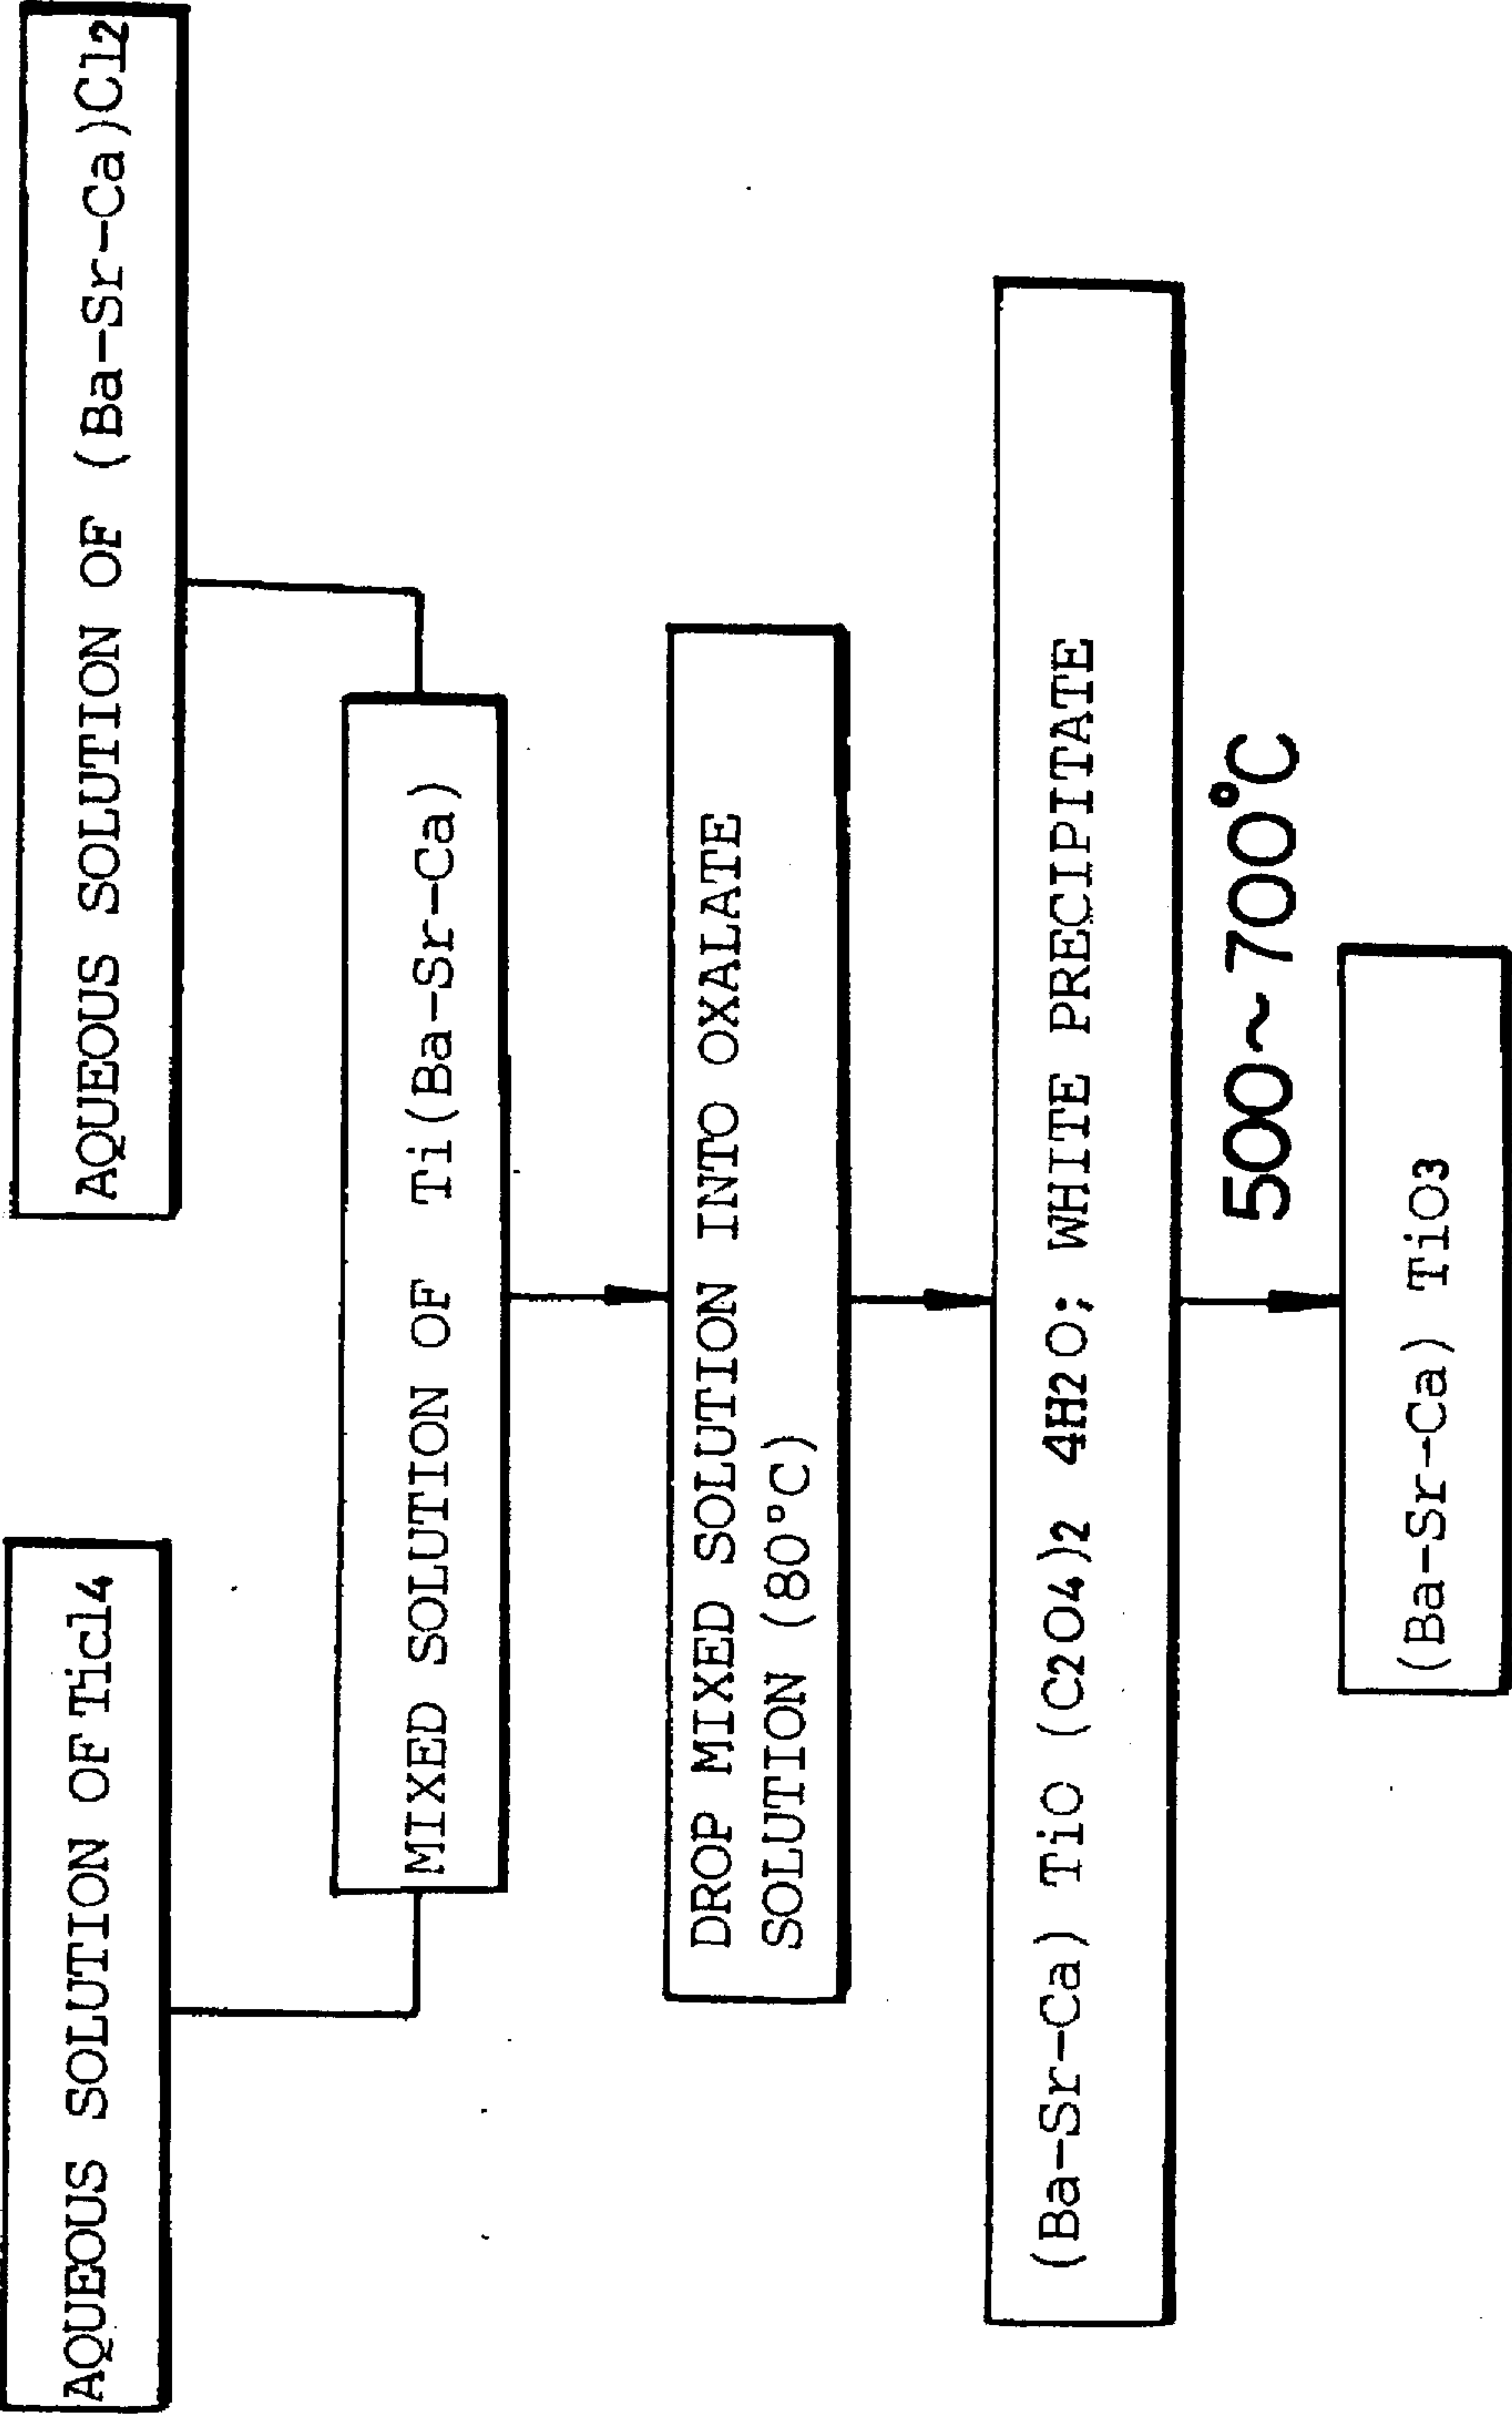 AQUEOUS SOLUTION OF Ticl4
AQUEOUS SOLUTION OF (Ba-Sr-Ca)Cl2
MIXED SOLUTION OF Ti(Ba-Sr-Ca)
DROP MIXED SOLUTION INTO OXALATE
SOLUTION (80°C)
(Ba-Sr-Ca) TiO (C2O4)2 4H2O; WHITE PRECIPITATE
500~700°C
(Ba-Sr-Ca) TiO3